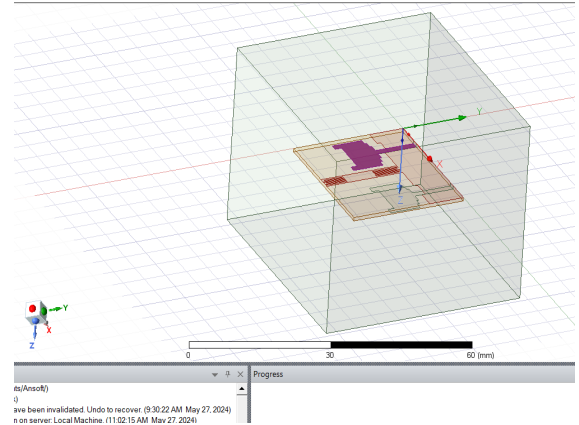 Y
X
Z
Y
X
Z
0
30
60 (mm)
Progress
its/Ansoft/)
s)
ave been invalidated. Undo to recover. (9:30:22 AM May 27, 2024)
n on server: Local Machine. (11:02:15 AM May 27, 2024)